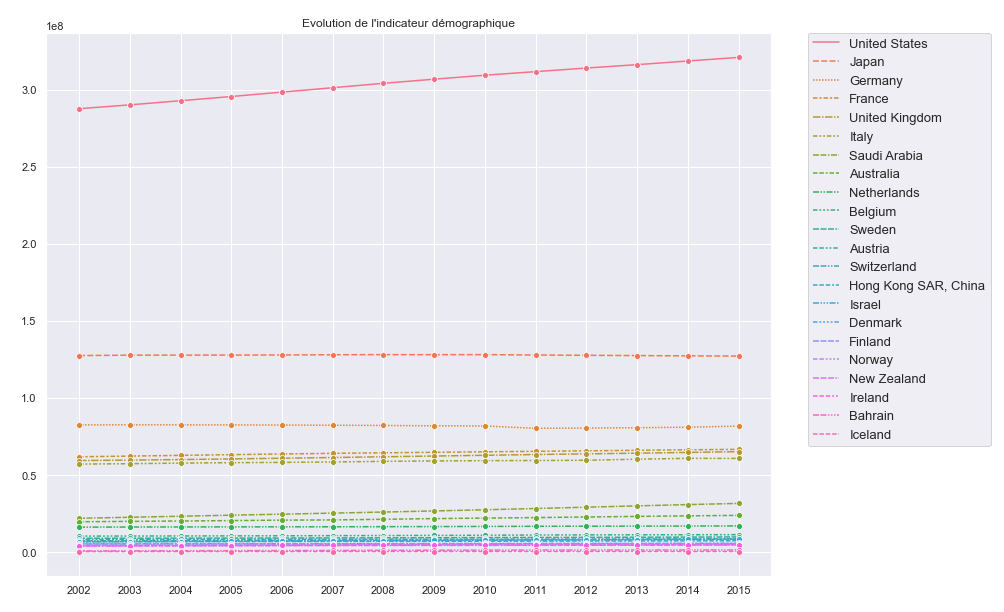 Evolution de l'indicateur démographique
1e8
3.0
2.5
2.0
1.5
1.0
0.5
0.0
2002 2003 2004 2005 2006 2007 2008 2009 2010 2011 2012 2013 2014 2015
United States
Japan
Germany
France
United Kingdom
Italy
Saudi Arabia
Australia
Netherlands
Belgium
Sweden
Austria
Switzerland
Hong Kong SAR, China
Israel
Denmark
Finland
Norway
New Zealand
Ireland
Bahrain
Iceland